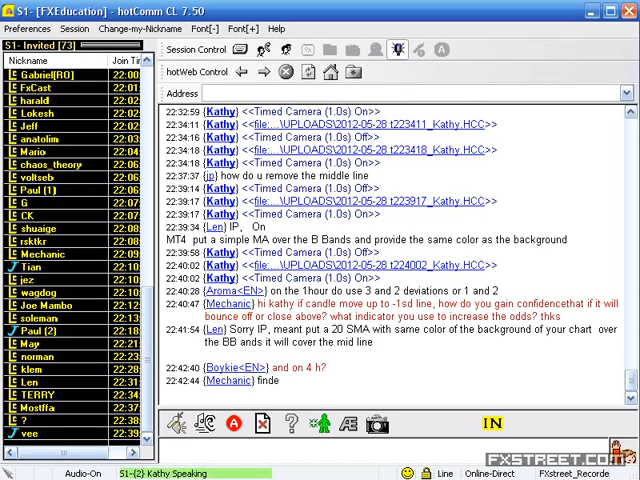 S1- [FXEducation] - hotComm CL 7.50
Preferences Session Change-my-Nickname Font[-] Font[+] Help
S1- Invited [73]
Session Control
Nickname Join Tim
hotWeb Control
Address
Gabriel[RO] 22:00:
FxCast 22:01:
harald 22:02:
Lokesh 22:02:
Jeff 22:02:
anatolim 22:02:
Mario 22:02:
chaos_theory 22:02:
voltseb 22:02:
Paul (1) 22:06:
G 22:06:
CK 22:06:
shuaige 22:08:
rsktkr 22:08:
Mechanic 22:09:
Tian 22:10:
jez 22:10:
wagdog 22:10:
Joe Mambo 22:10:
soleman 22:13:
Paul (2) 22:18:
May 22:21:
norman 22:22:
klem 22:28:
Len 22:29:
TERRY 22:35:
Mostffa 22:37:
? 22:38:
vee 22:39:
22:32:59 {Kathy} <<Timed Camera (1.0s) On>>
22:34:11 {Kathy} <<file:...\UPLOADS\2012-05-28 t223411_Kathy.HCC>>
22:34:16 {Kathy} <<Timed Camera (1.0s) Off>>
22:34:18 {Kathy} <<file:...\UPLOADS\2012-05-28 t223418_Kathy.HCC>>
22:34:18 {Kathy} <<Timed Camera (1.0s) On>>
22:37:37 {jp} how do u remove the middle line
22:39:16 {Kathy} <<Timed Camera (1.0s) Off>>
22:39:17 {Kathy} <<file:...\UPLOADS\2012-05-28 t223917_Kathy.HCC>>
22:39:17 {Kathy} <<Timed Camera (1.0s) On>>
22:39:34 {Len} IP, On
MT4 put a simple MA over the B Bands and provide the same color as the background
22:39:58 {Kathy} <<Timed Camera (1.0s) Off>>
22:40:02 {Kathy} <<file:...\UPLOADS\2012-05-28 t224002_Kathy.HCC>>
22:40:02 {Kathy} <<Timed Camera (1.0s) On>>
22:40:28 {Aroma<EN>} on the 1hour do use 3 and 2 deviations or 1 and 2
22:40:47 {Mechanic} hi kathy if candle move up to -1sd line, how do you gain confidencethat if it will
bounce off or close above? what indicator you use to increase the odds? thks
22:41:54 {Len} Sorry IP, meant put a 20 SMA with same color of the background of your chart over
the BB ands it will cover the mid line
22:42:40 {Boykie<EN>} and on 4 h?
22:42:44 {Mechanic} finde
A ? Æ IN
Audio-On S1-{2} Kathy Speaking Line Online-Direct FXstreet_Recorde
FXSTREET.COM